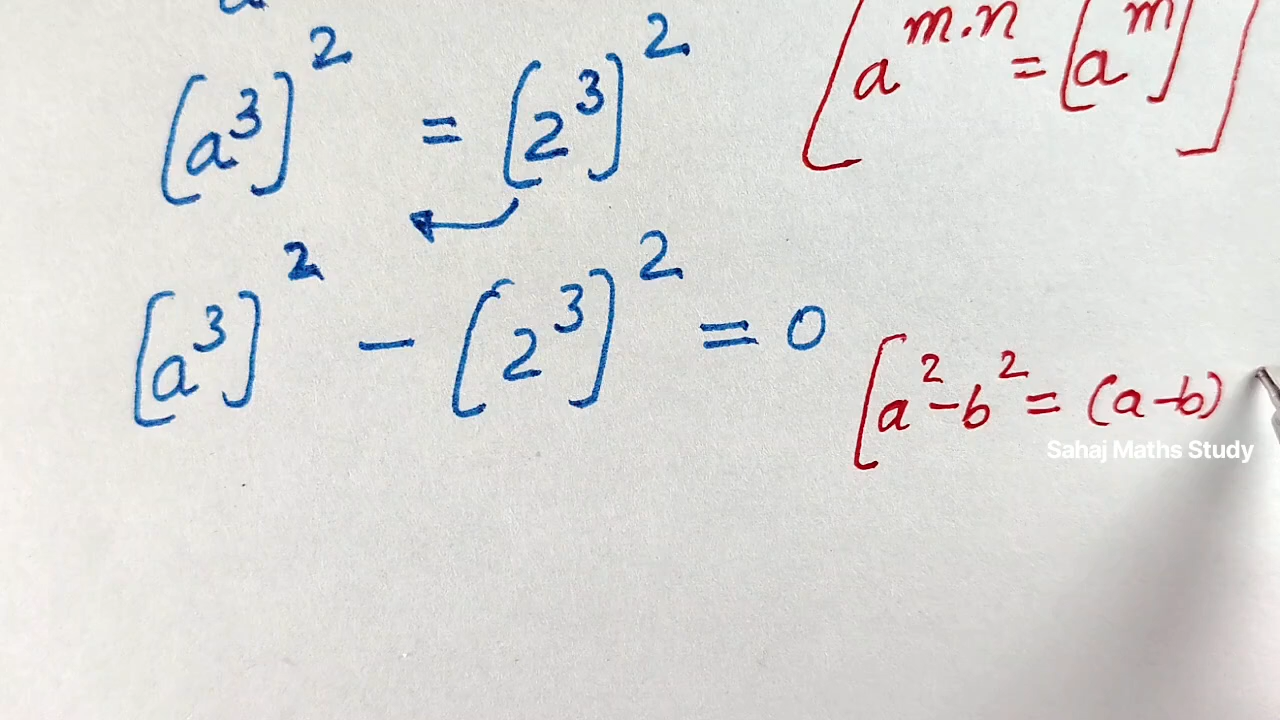 [a³]² = [2³]²
[a^{m.n} = [a^m]]
[a³]² - [2³]² = 0
[a² - b² = (a-b)
Sahaj Maths Study